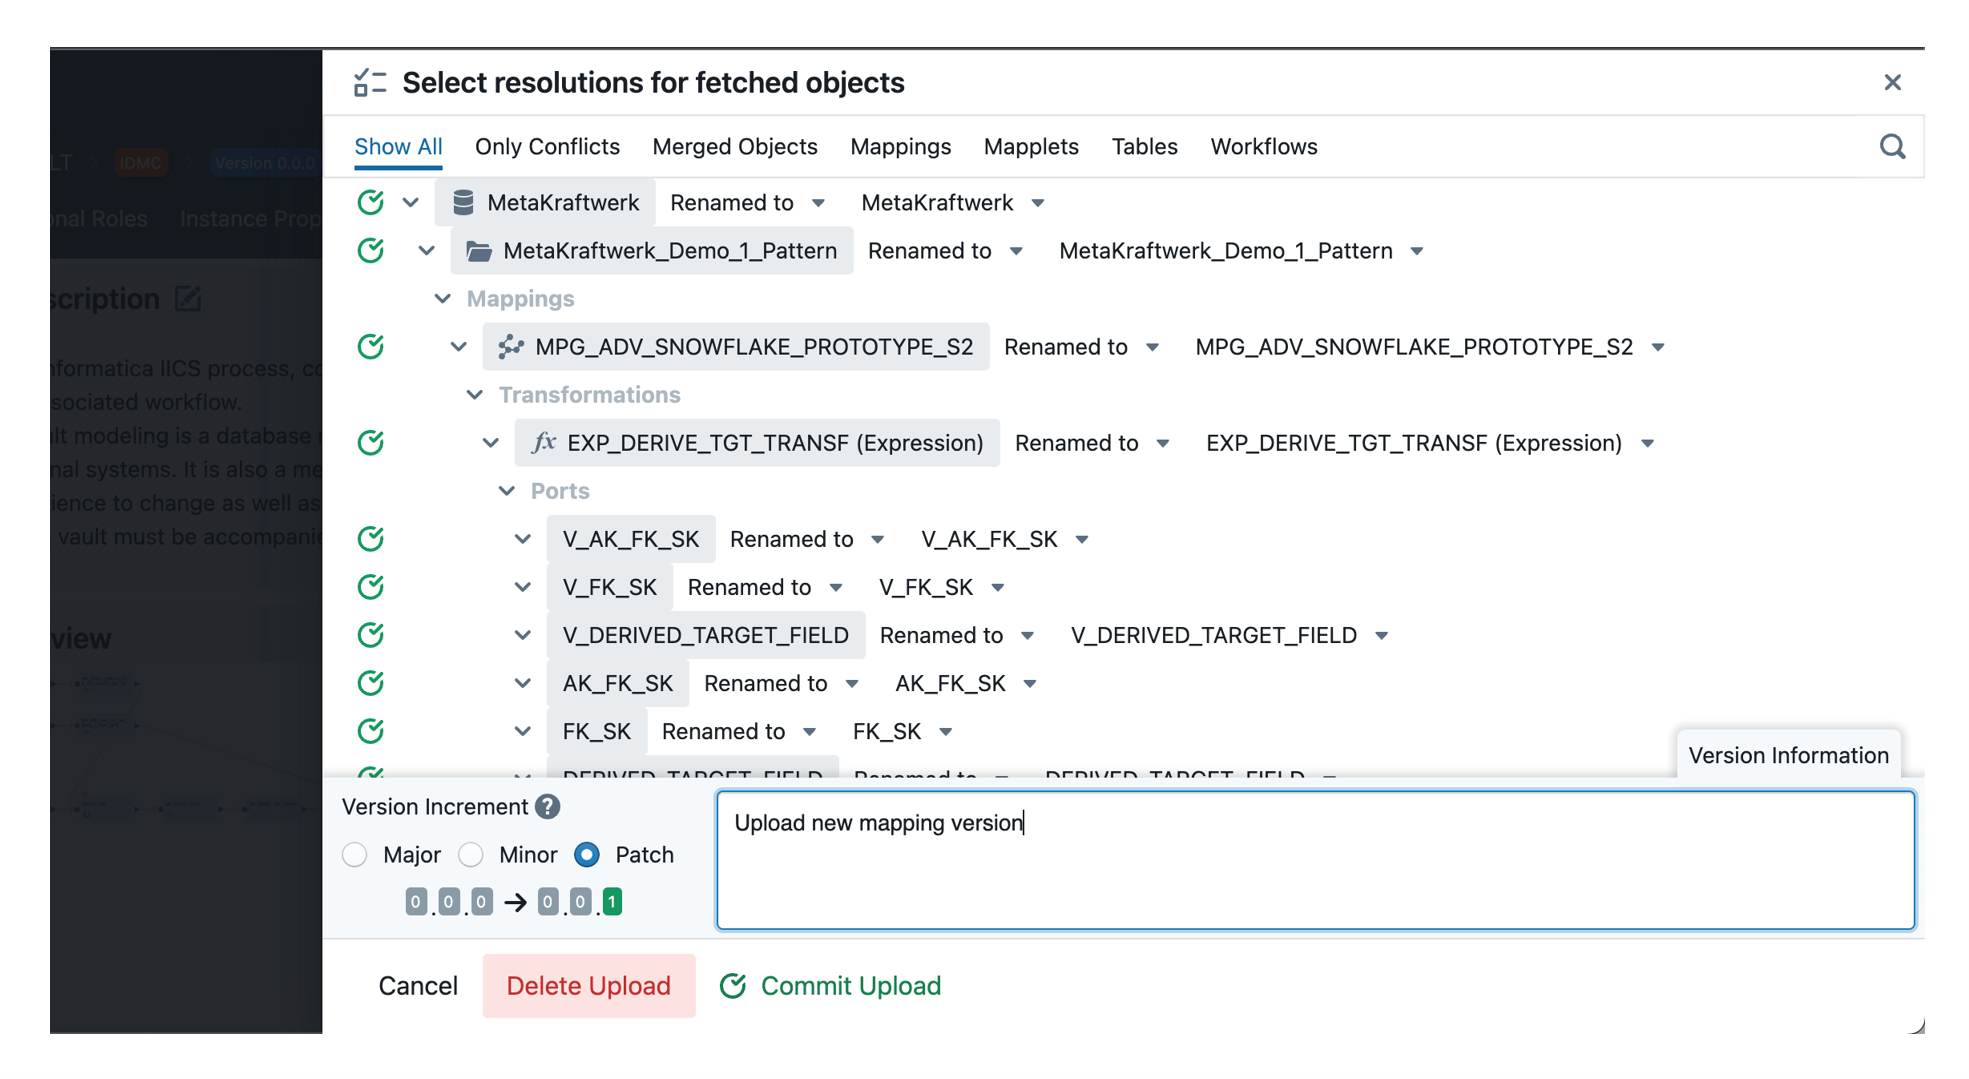 Select resolutions for fetched objects
Show All Only Conflicts Merged Objects Mappings Mapplets Tables Workflows
LT IDMC Version 0.0.0
nal Roles Instance Prop
MetaKraftwerk Renamed to MetaKraftwerk
MetaKraftwerk_Demo_1_Pattern Renamed to MetaKraftwerk_Demo_1_Pattern
scription
Mappings
MPG_ADV_SNOWFLAKE_PROTOTYPE_S2 Renamed to MPG_ADV_SNOWFLAKE_PROTOTYPE_S2
nformatica IICS process, co
sociated workflow.
Transformations
lt modeling is a database
EXP_DERIVE_TGT_TRANSF (Expression) Renamed to EXP_DERIVE_TGT_TRANSF (Expression)
nal systems. It is also a me
ience to change as well as
Ports
vault must be accompanie
V_AK_FK_SK Renamed to V_AK_FK_SK
V_FK_SK Renamed to V_FK_SK
V_DERIVED_TARGET_FIELD Renamed to V_DERIVED_TARGET_FIELD
view
AK_FK_SK Renamed to AK_FK_SK
FK_SK Renamed to FK_SK
DERIVED_TARGET_FIELD Renamed to DERIVED_TARGET_FIELD
Version Information
Version Increment ?
Upload new mapping version
Major Minor Patch
0.0.0 → 0.0.1
Cancel Delete Upload Commit Upload